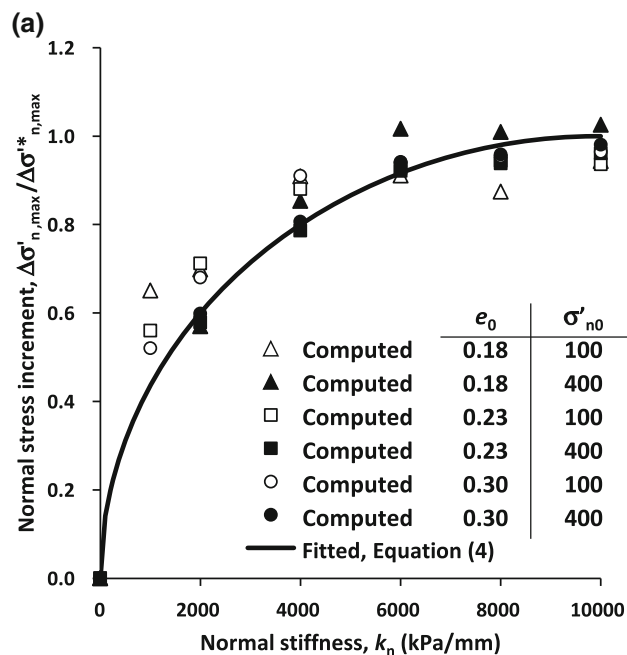 (a)
Normal stress increment, Δσ'n,max/Δσ'*n,max
1.2
1.0
0.8
0.6
0.4
0.2
0.0
e0 σ'n0
Computed 0.18 100
Computed 0.18 400
Computed 0.23 100
Computed 0.23 400
Computed 0.30 100
Computed 0.30 400
Fitted, Equation (4)
0 2000 4000 6000 8000 10000
Normal stiffness, kn (kPa/mm)